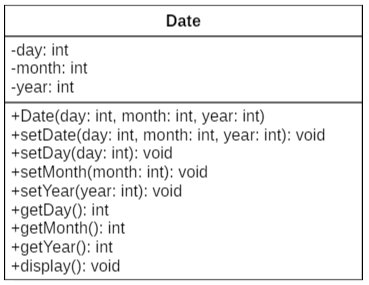 Date
-day: int
-month: int
-year: int
+Date(day: int, month: int, year: int)
+setDate(day: int, month: int, year: int): void
+setDay(day: int): void
+setMonth(month: int): void
+setYear(year: int): void
+getDay(): int
+getMonth(): int
+getYear(): int
+display(): void